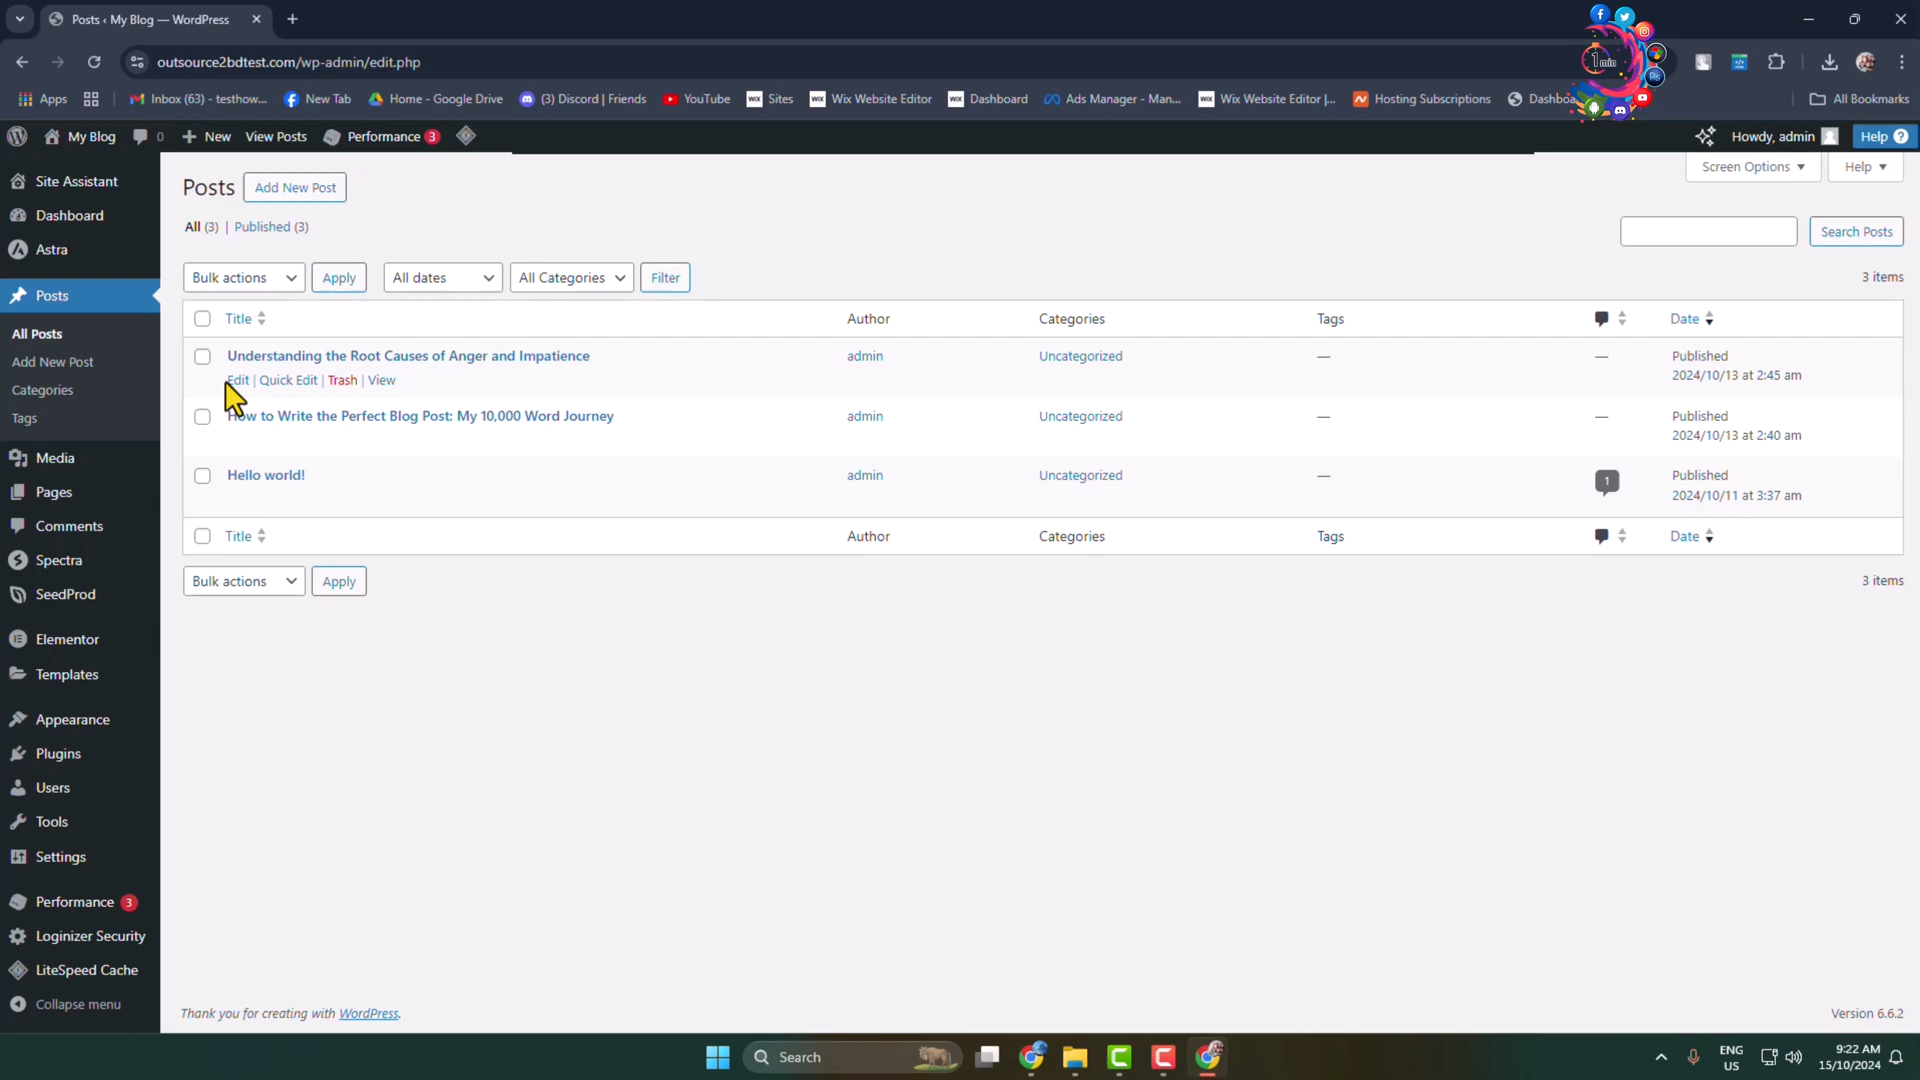 Posts ‹ My Blog — WordPress
outsource2bdtest.com/wp-admin/edit.php
1min
Apps Inbox (63) - testhow... New Tab Home - Google Drive (3) Discord | Friends YouTube Sites Wix Website Editor Dashboard Ads Manager - Man... Wix Website Editor |... Hosting Subscriptions All Bookmarks
My Blog 0 New View Posts Performance 3 Howdy, admin Help
Screen Options Help
Site Assistant
Dashboard
Astra
Posts
All Posts
Add New Post
Categories
Tags
Media
Pages
Comments
Spectra
SeedProd
Elementor
Templates
Appearance
Plugins
Users
Tools
Settings
Performance 3
Loginizer Security
LiteSpeed Cache
Collapse menu
Posts Add New Post
All (3) | Published (3)
Search Posts
Bulk actions Apply All dates All Categories Filter 3 items
Title Author Categories Tags Date
Understanding the Root Causes of Anger and Impatience admin Uncategorized — — Published
Edit | Quick Edit | Trash | View 2024/10/13 at 2:45 am
How to Write the Perfect Blog Post: My 10,000 Word Journey admin Uncategorized — — Published
2024/10/13 at 2:40 am
Hello world! admin Uncategorized — 1 Published
2024/10/11 at 3:37 am
Title Author Categories Tags Date
Bulk actions Apply 3 items
Thank you for creating with WordPress. Version 6.6.2
Search ENG 9:22 AM
US 15/10/2024